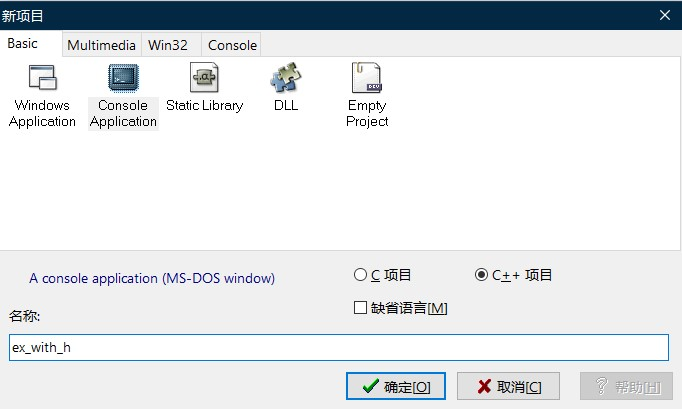 新项目
Basic
Multimedia
Win32
Console
Windows
Application
Console
Application
Static Library
DLL
Empty
Project
A console application (MS-DOS window)
C 项目
C++ 项目
缺省语言[M]
名称:
ex_with_h
确定[O]
取消[C]
帮助[H]